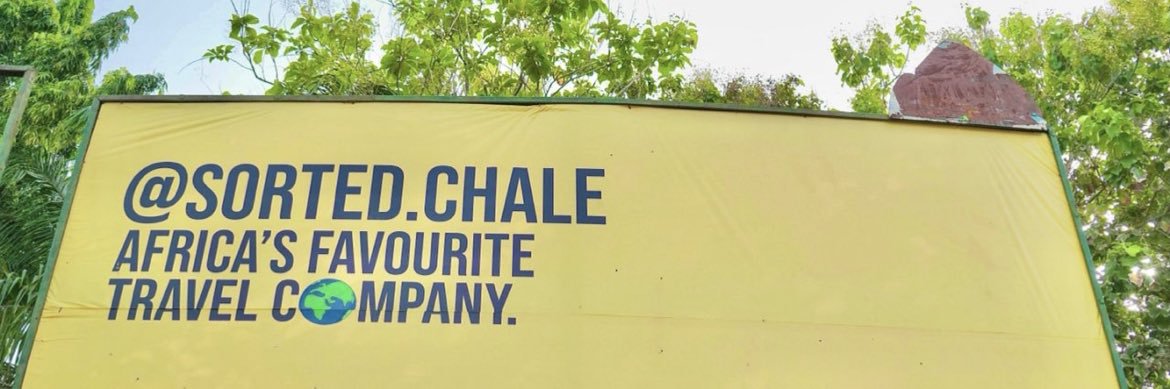 @SORTED.CHALE
AFRICA'S FAVOURITE
TRAVEL COMPANY.